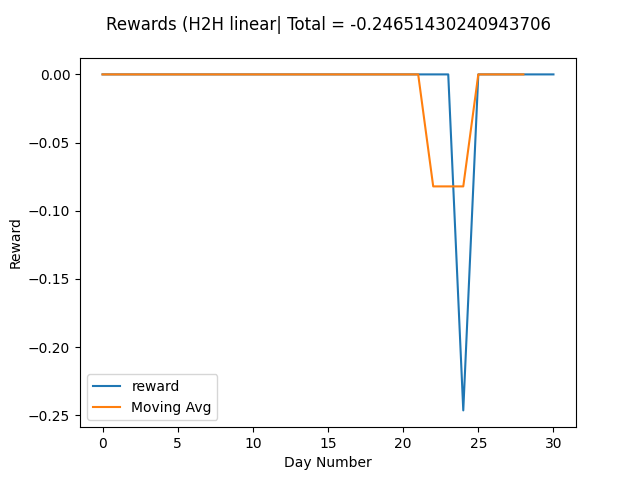 Rewards (H2H linear| Total = -0.24651430240943706
0.00
−0.05
−0.10
−0.15
−0.20
−0.25
Reward
reward
Moving Avg
0
5
10
15
20
25
30
Day Number